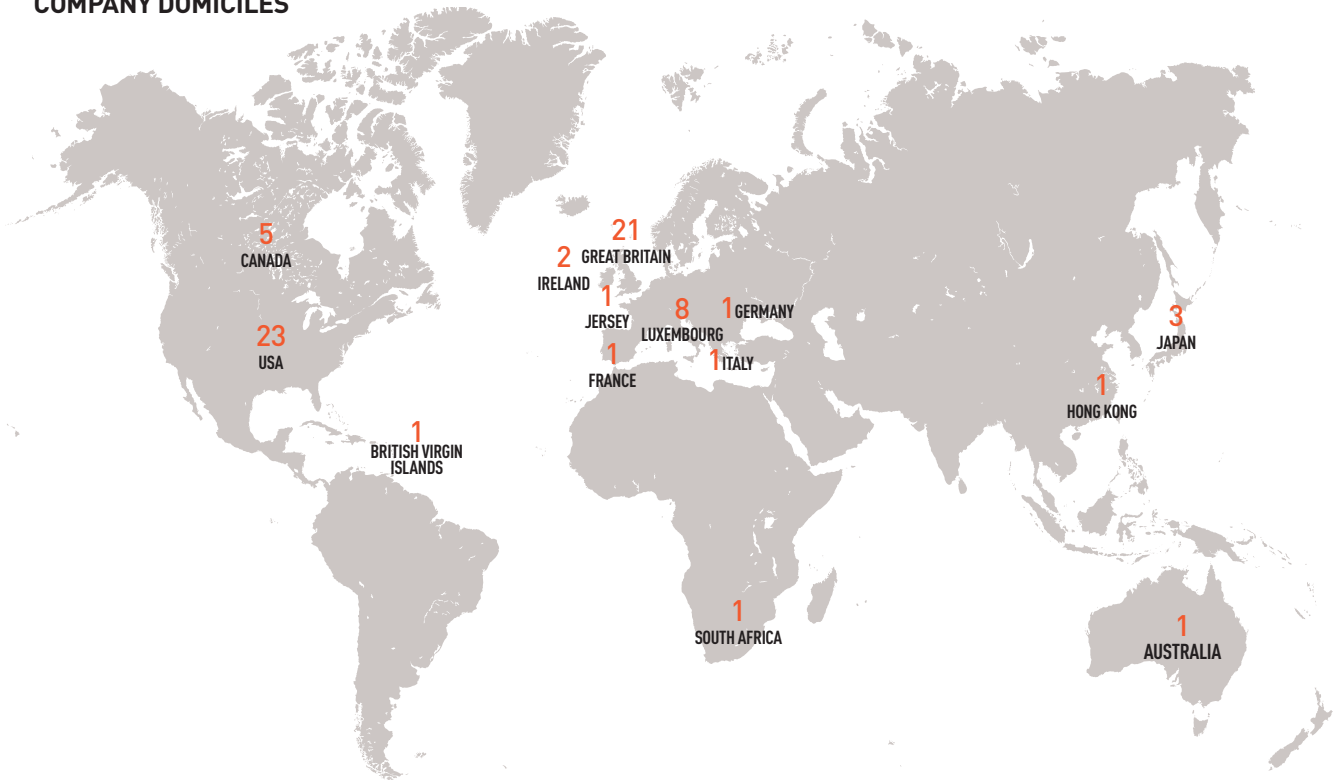 COMPANY DOMICILES
5
CANADA
23
USA
1
BRITISH VIRGIN
ISLANDS
21
GREAT BRITAIN
2
IRELAND
1
JERSEY
8
LUXEMBOURG
1 GERMANY
1 ITALY
1
FRANCE
3
JAPAN
1
HONG KONG
1
SOUTH AFRICA
1
AUSTRALIA